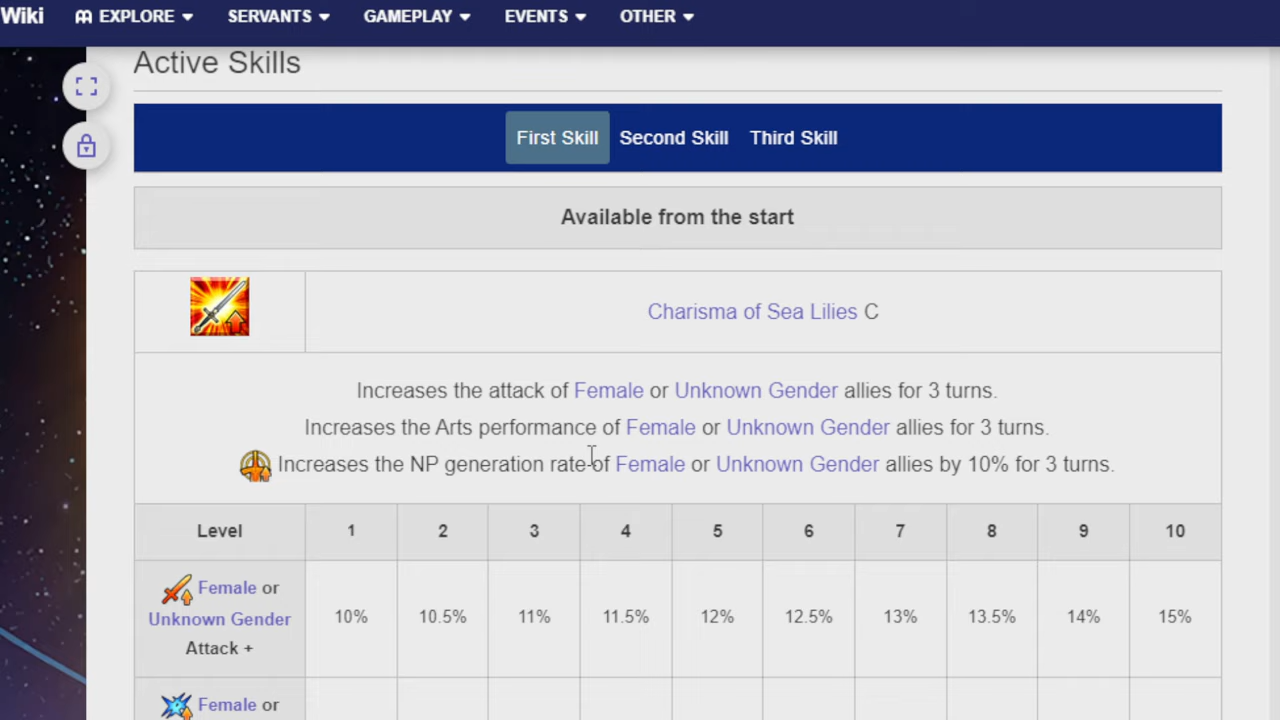 Wiki EXPLORE SERVANTS GAMEPLAY EVENTS OTHER
Active Skills
First Skill Second Skill Third Skill
Available from the start
Charisma of Sea Lilies C
Increases the attack of Female or Unknown Gender allies for 3 turns.
Increases the Arts performance of Female or Unknown Gender allies for 3 turns.
Increases the NP generation rate of Female or Unknown Gender allies by 10% for 3 turns.
Level 1 2 3 4 5 6 7 8 9 10
Female or
Unknown Gender
Attack +
10% 10.5% 11% 11.5% 12% 12.5% 13% 13.5% 14% 15%
Female or